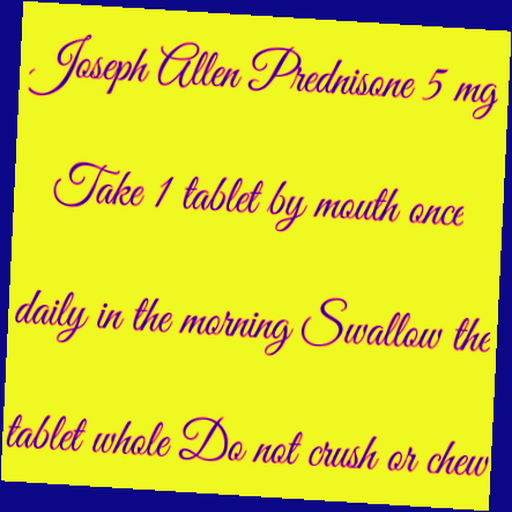 Joseph Allen Prednisone 5 mg
Take 1 tablet by mouth once
daily in the morning Swallow the
tablet whole Do not crush or chew